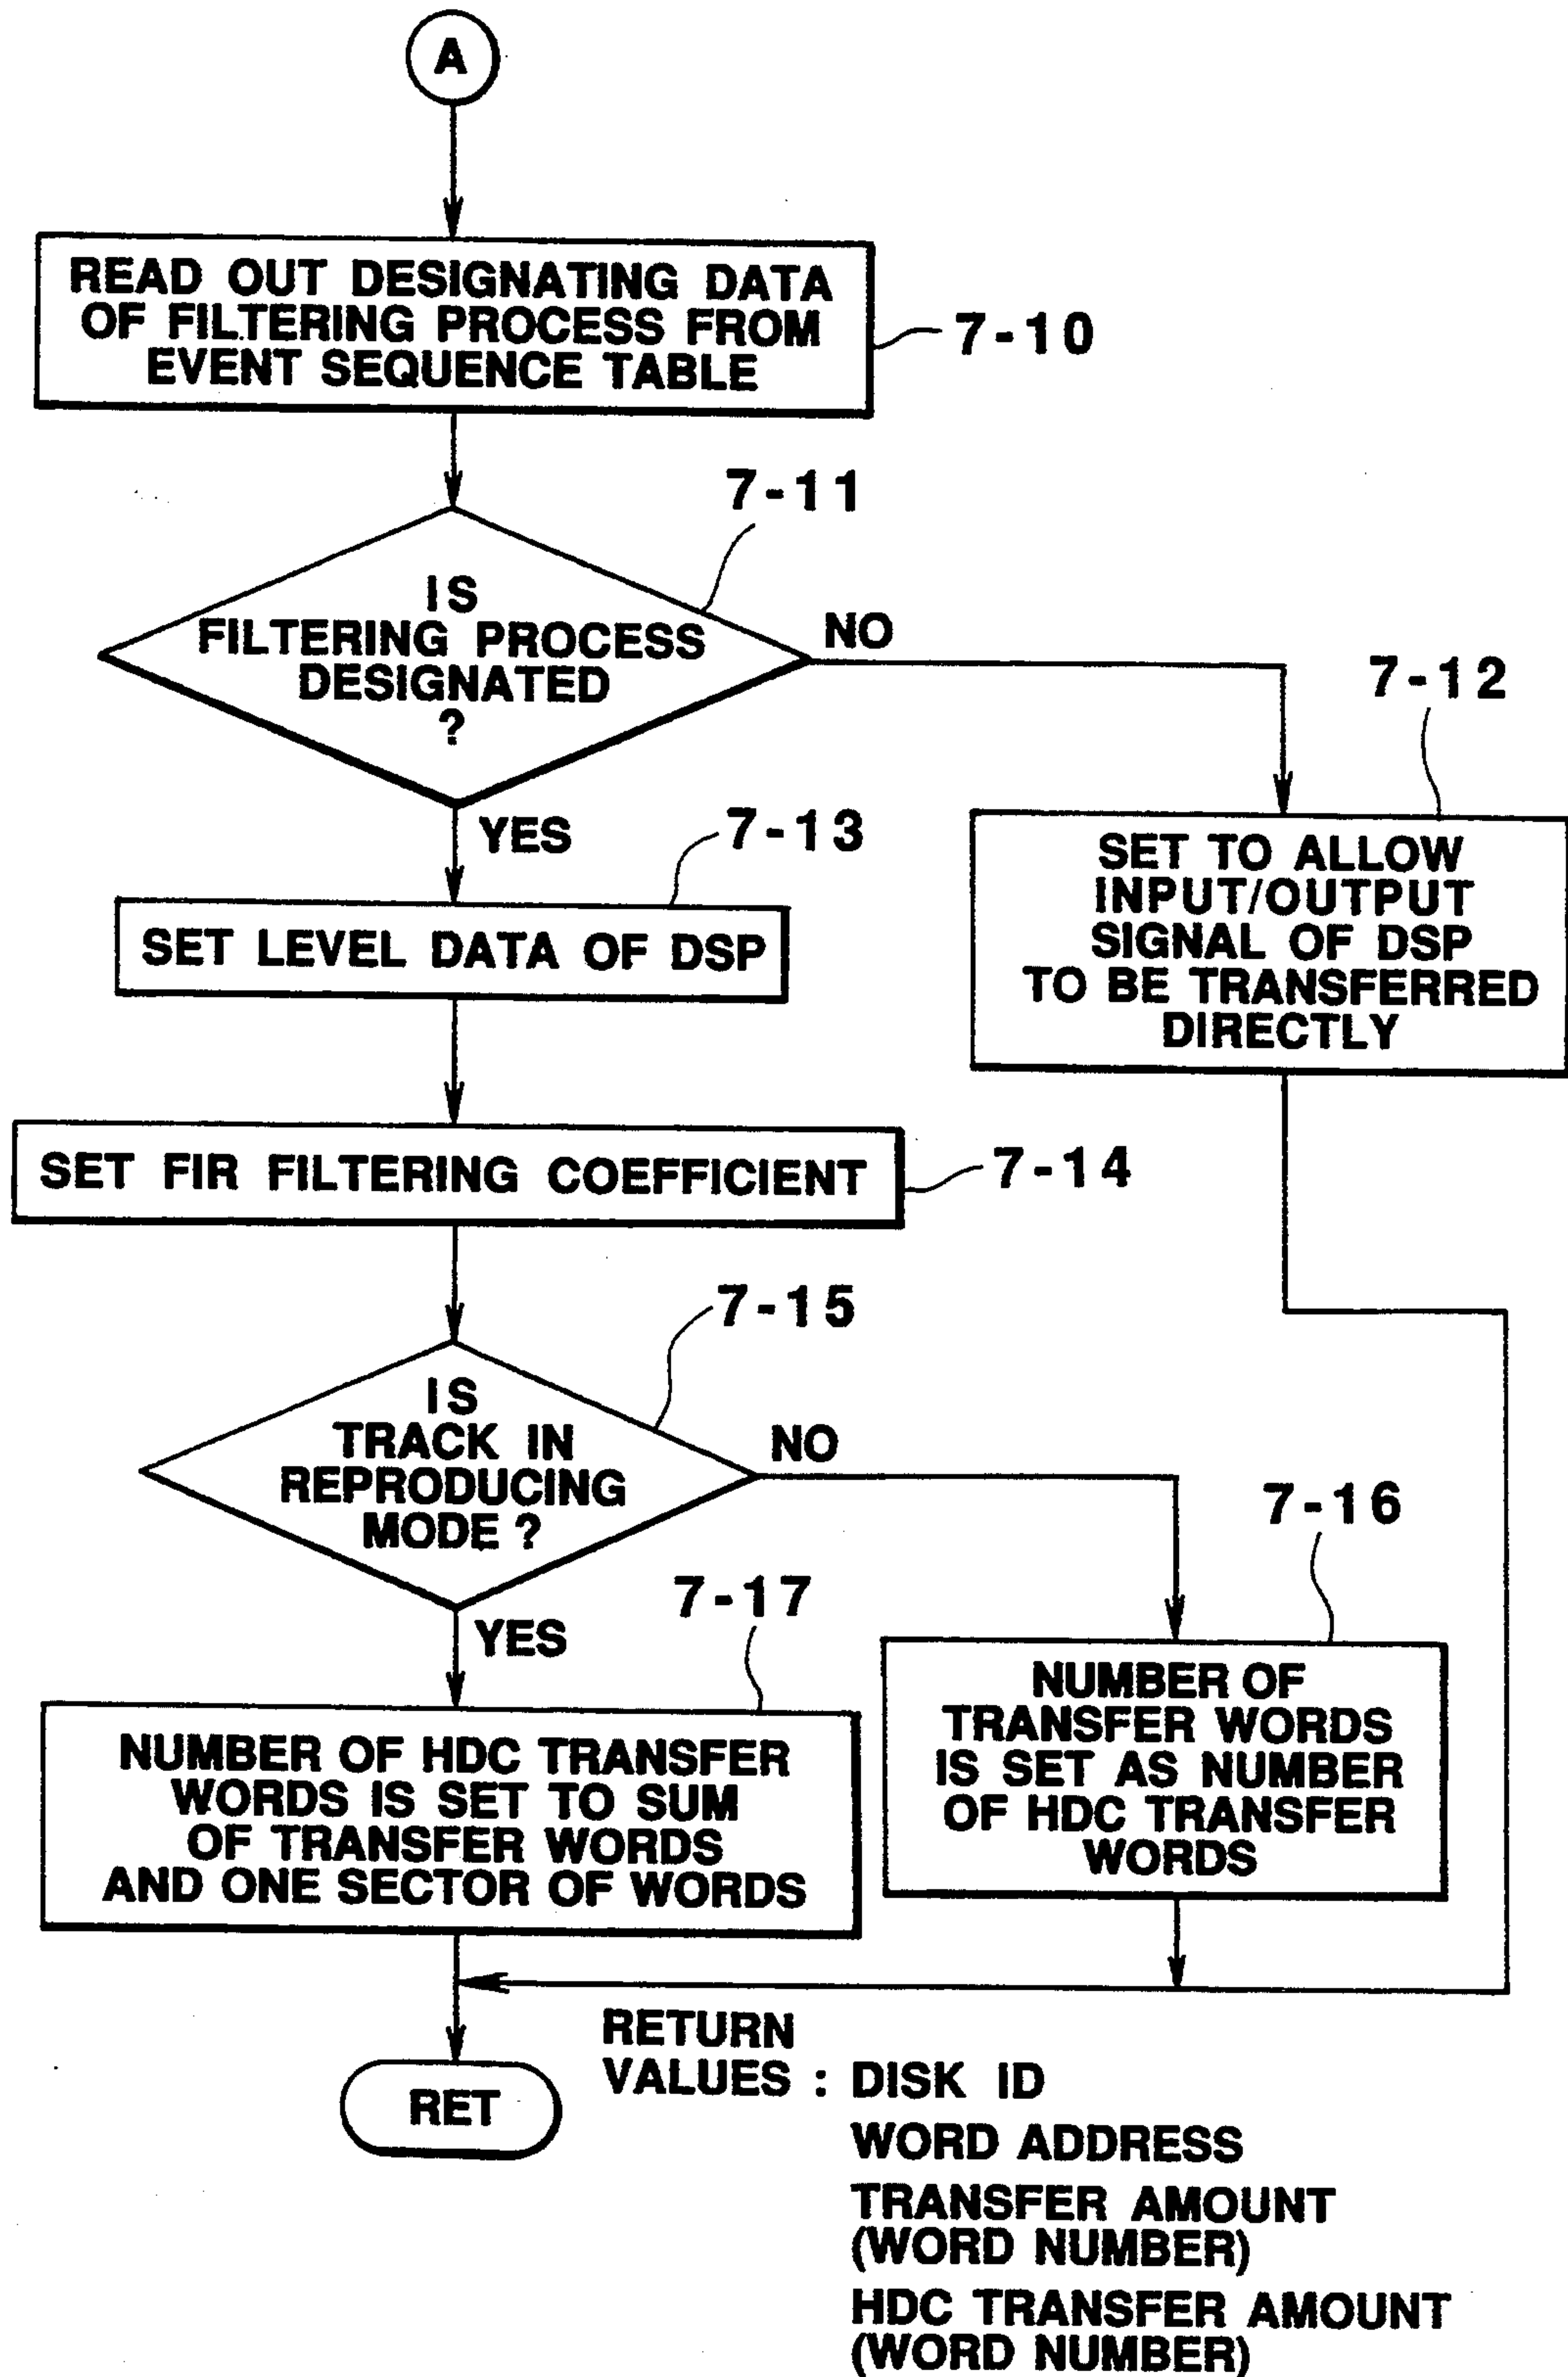 A
READ OUT DESIGNATING DATA
OF FILTERING PROCESS FROM
EVENT SEQUENCE TABLE
7-10
7-11
IS
FILTERING PROCESS
DESIGNATED
?
NO
YES
7-12
SET TO ALLOW
INPUT/OUTPUT
SIGNAL OF DSP
TO BE TRANSFERRED
DIRECTLY
7-13
SET LEVEL DATA OF DSP
SET FIR FILTERING COEFFICIENT
7-14
7-15
IS
TRACK IN
REPRODUCING
MODE ?
NO
YES
7-16
NUMBER OF
TRANSFER WORDS
IS SET AS NUMBER
OF HDC TRANSFER
WORDS
7-17
NUMBER OF HDC TRANSFER
WORDS IS SET TO SUM
OF TRANSFER WORDS
AND ONE SECTOR OF WORDS
RET
RETURN
VALUES : DISK ID
WORD ADDRESS
TRANSFER AMOUNT
(WORD NUMBER)
HDC TRANSFER AMOUNT
(WORD NUMBER)